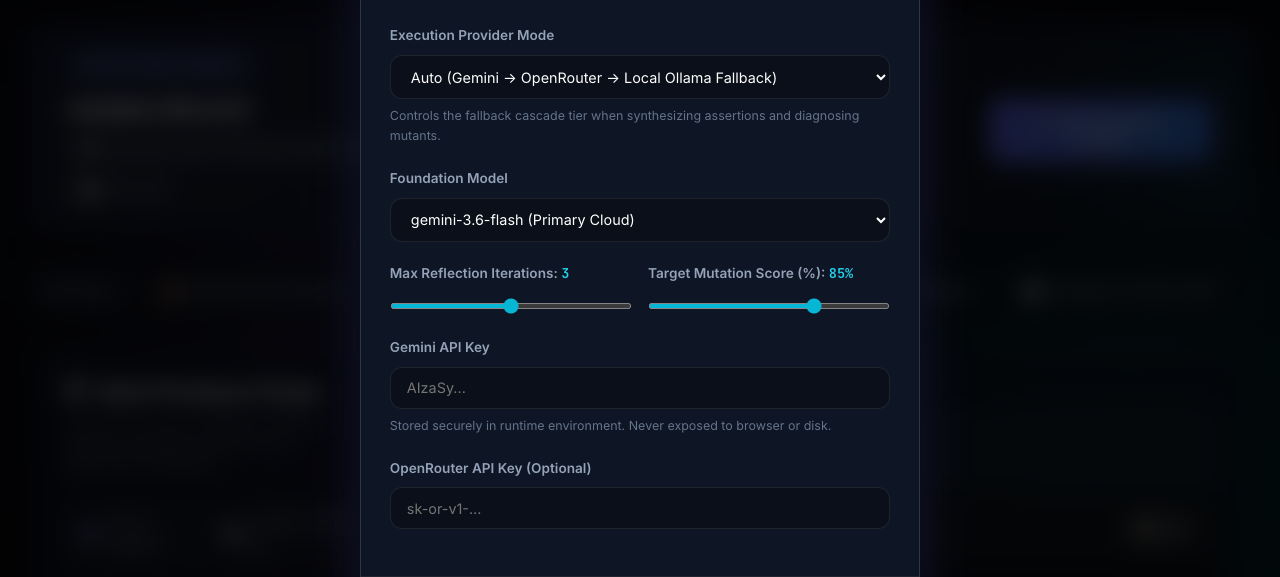 Execution Provider Mode
Auto (Gemini → OpenRouter → Local Ollama Fallback)
Controls the fallback cascade tier when synthesizing assertions and diagnosing
mutants.
Foundation Model
gemini-3.6-flash (Primary Cloud)
Max Reflection Iterations: 3
Target Mutation Score (%): 85%
Gemini API Key
AIzaSy...
Stored securely in runtime environment. Never exposed to browser or disk.
OpenRouter API Key (Optional)
sk-or-v1-...